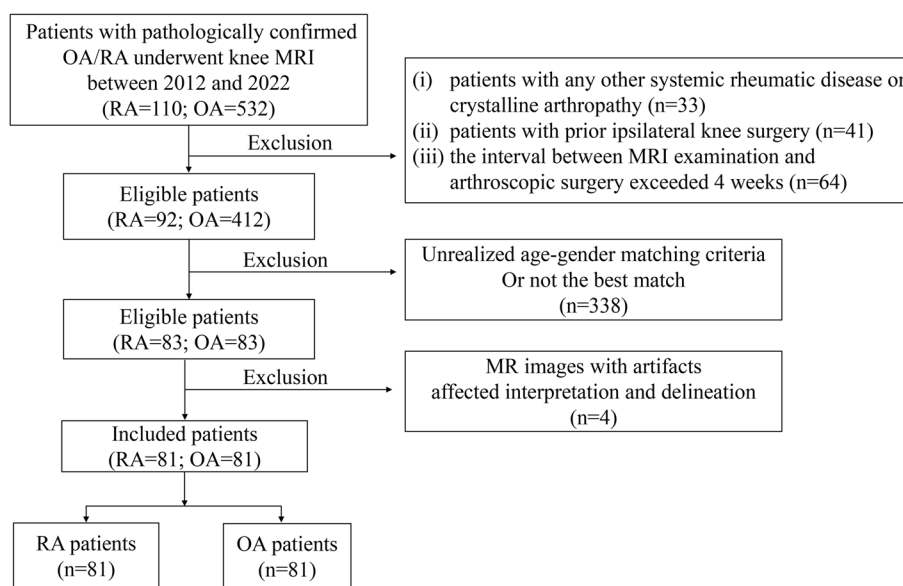 Patients with pathologically confirmed
OA/RA underwent knee MRI
between 2012 and 2022
(RA=110; OA=532)
Exclusion
(i) patients with any other systemic rheumatic disease or
crystalline arthropathy (n=33)
(ii) patients with prior ipsilateral knee surgery (n=41)
(iii) the interval between MRI examination and
arthroscopic surgery exceeded 4 weeks (n=64)
Eligible patients
(RA=92; OA=412)
Exclusion
Unrealized age-gender matching criteria
Or not the best match
(n=338)
Eligible patients
(RA=83; OA=83)
Exclusion
MR images with artifacts
affected interpretation and delineation
(n=4)
Included patients
(RA=81; OA=81)
RA patients
(n=81)
OA patients
(n=81)